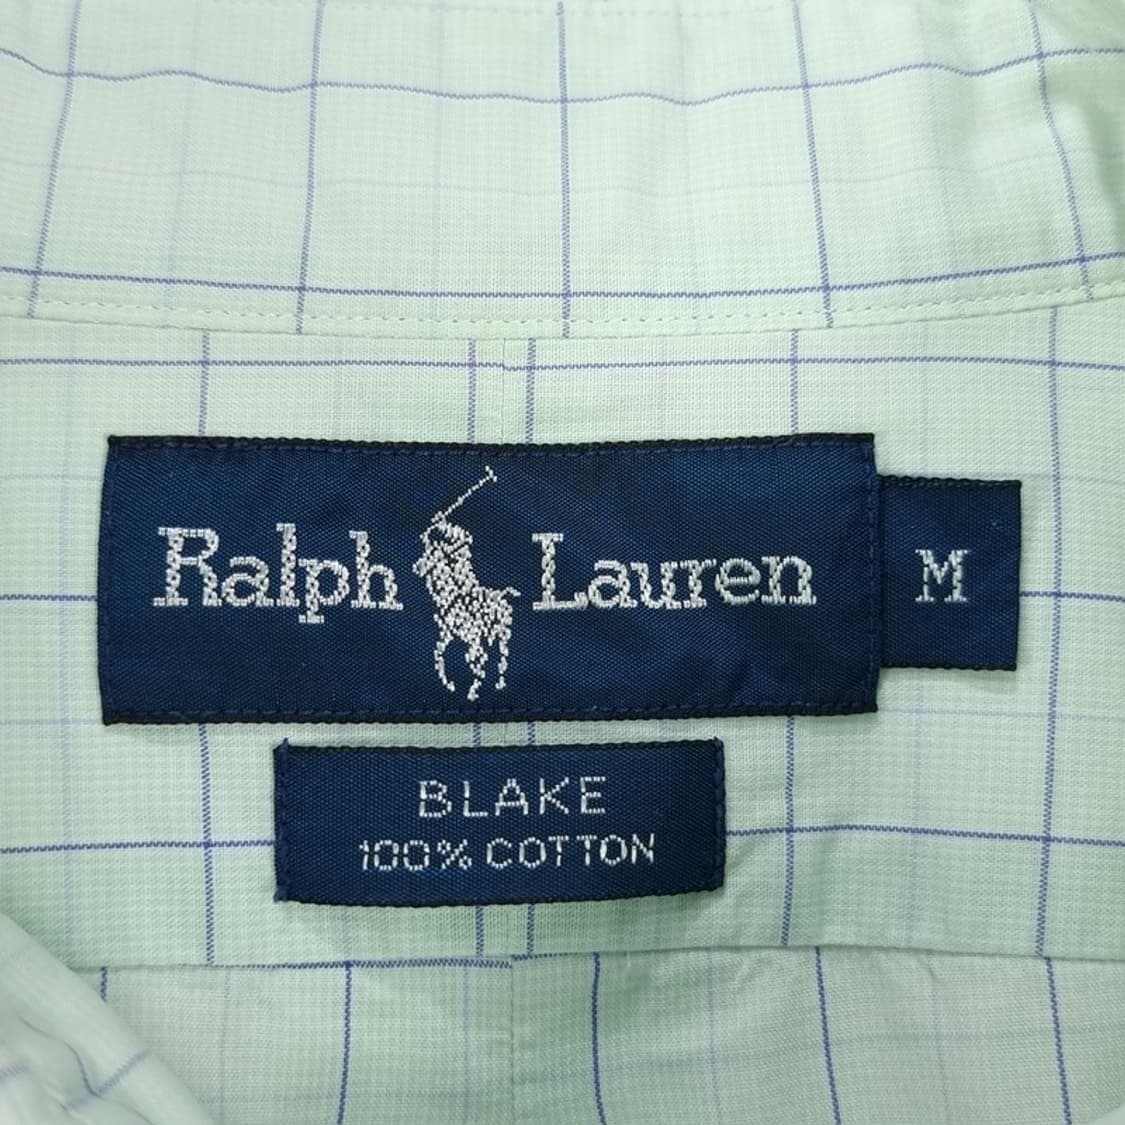 Ralph Lauren M
BLAKE
100% COTTON